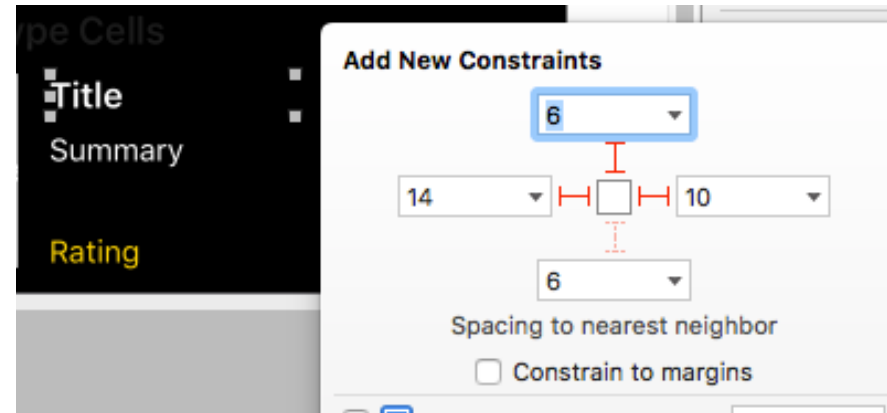 ype Cells
Title
Summary
Rating
Add New Constraints
6
14
10
6
Spacing to nearest neighbor
Constrain to margins